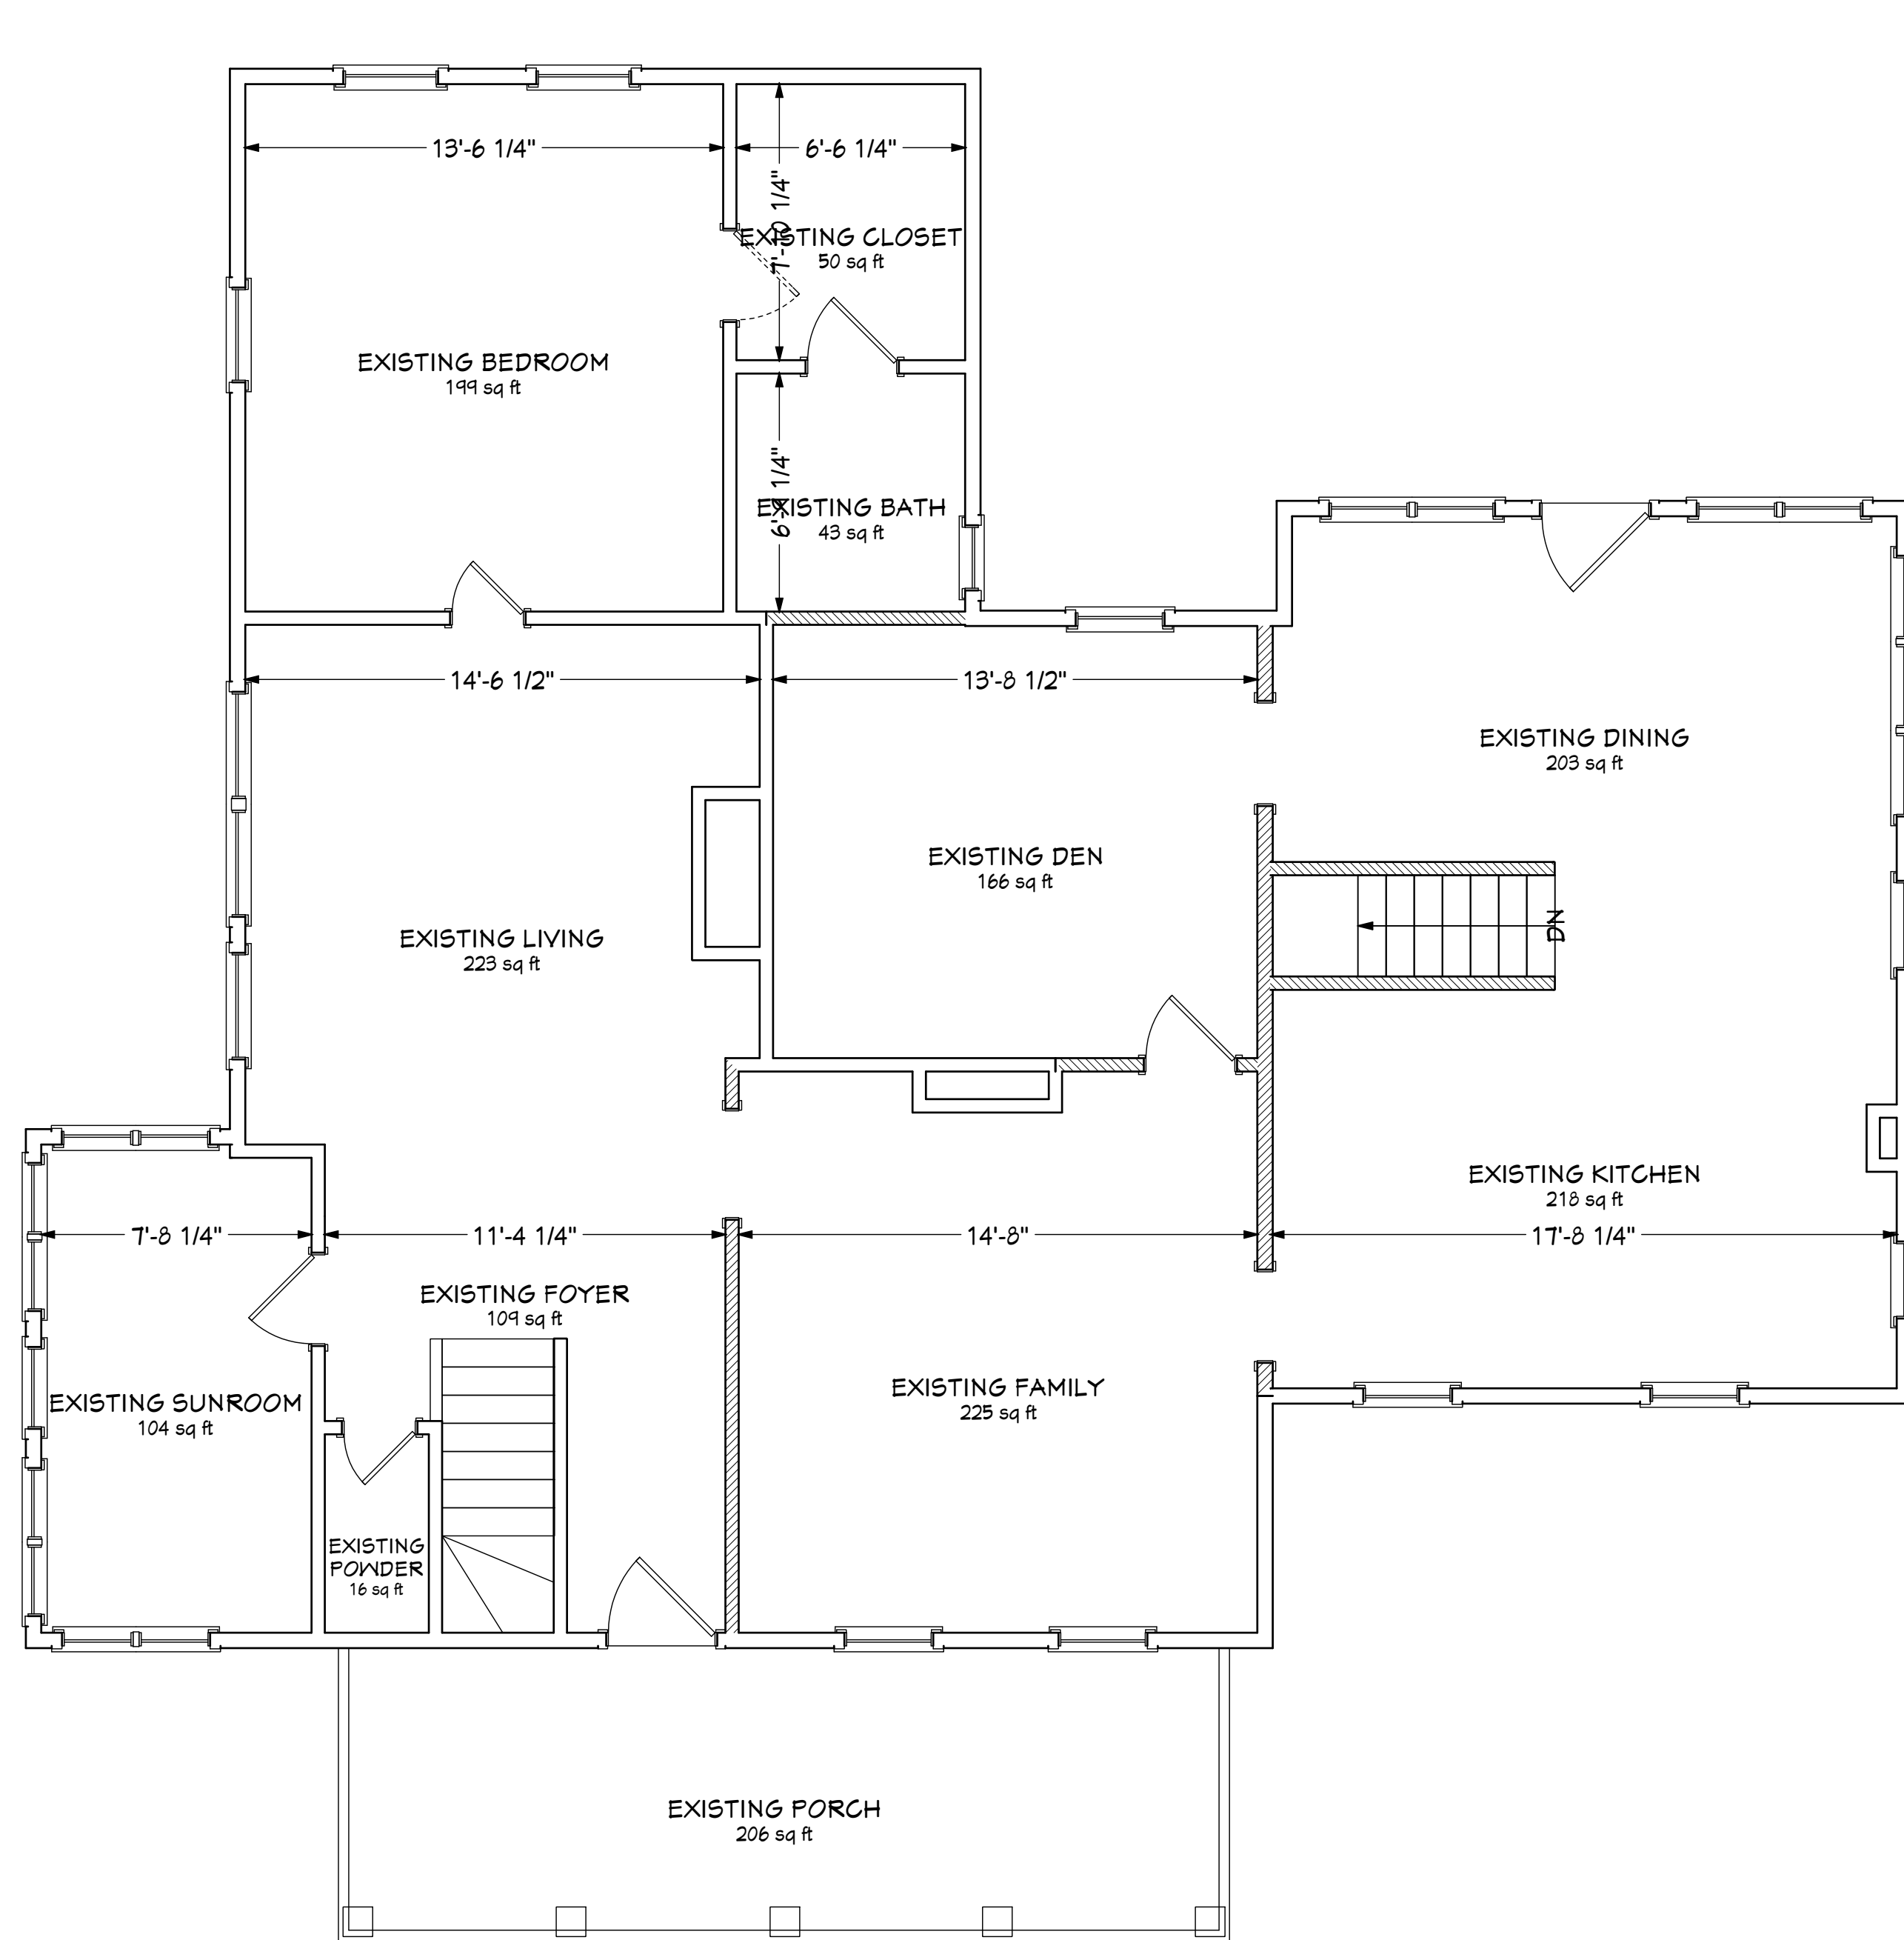 13'-6 1/4"
6'-6 1/4"
7'-10 1/4"
EXISTING CLOSET
50 sq ft
EXISTING BEDROOM
199 sq ft
EXISTING BATH
43 sq ft
14'-6 1/2"
13'-8 1/2"
EXISTING DINING
203 sq ft
EXISTING DEN
166 sq ft
DN
EXISTING LIVING
223 sq ft
EXISTING KITCHEN
218 sq ft
7'-8 1/4"
11'-4 1/4"
14'-8"
17'-8 1/4"
EXISTING FOYER
109 sq ft
EXISTING FAMILY
225 sq ft
EXISTING SUNROOM
104 sq ft
EXISTING
POWDER
16 sq ft
EXISTING PORCH
206 sq ft